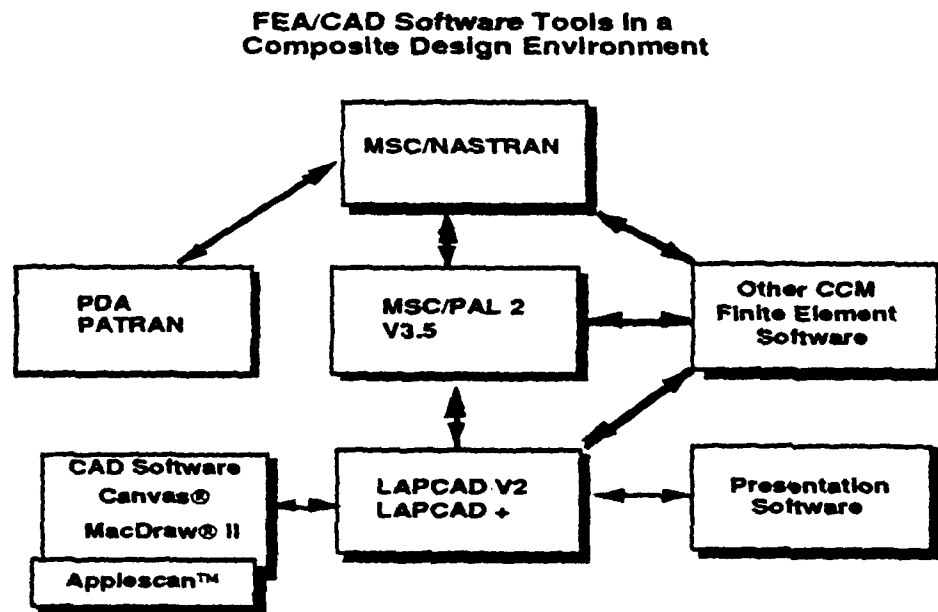 FEA/CAD Software Tools in a
Composite Design Environment
MSC/NASTRAN
PDA
PATRAN
MSC/PAL 2
V3.5
Other CCM
Finite Element
Software
CAD Software
Canvas®
MacDraw® II
Applescan™
LAPCAD V2
LAPCAD +
Presentation
Software